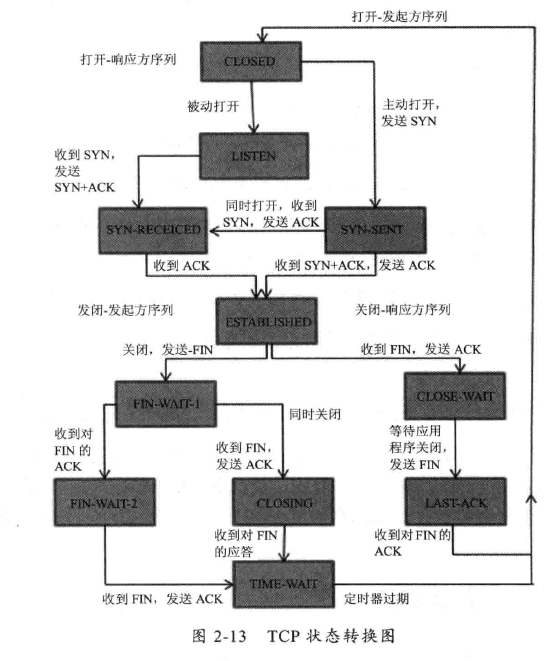 打开-发起方序列
打开-响应方序列
CLOSED
被动打开
主动打开，
发送 SYN
收到 SYN，
发送
SYN+ACK
LISTEN
同时打开，收到
SYN，发送 ACK
SYN-RECEICED
SYN-SENT
收到 ACK
收到 SYN+ACK，发送 ACK
发闭-发起方序列
关闭-响应方序列
ESTABLISHED
关闭，发送-FIN
收到 FIN，发送 ACK
FIN-WAIT-1
CLOSE-WAIT
同时关闭
收到对
FIN 的
ACK
收到 FIN，
发送 ACK
等待应用
程序关闭，
发送 FIN
FIN-WAIT-2
CLOSING
LAST-ACK
收到对 FIN
的应答
收到对 FIN 的
ACK
TIME-WAIT
收到 FIN，发送 ACK
定时器过期
图 2-13 TCP 状态转换图